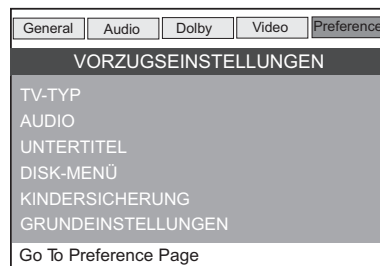 General Audio Dolby Video Preference
VORZUGSEINSTELLUNGEN
TV-TYP
AUDIO
UNTERTITEL
DISK-MENÜ
KINDERSICHERUNG
GRUNDEINSTELLUNGEN
Go To Preference Page